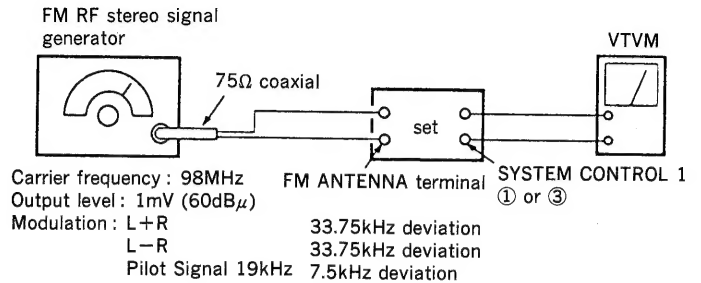 FM RF stereo signal
generator
VTVM
75Ω coaxial
set
FM ANTENNA terminal
SYSTEM CONTROL 1
① or ③
Carrier frequency : 98MHz
Output level : 1mV (60dBμ)
Modulation : L+R 33.75kHz deviation
L−R 33.75kHz deviation
Pilot Signal 19kHz 7.5kHz deviation